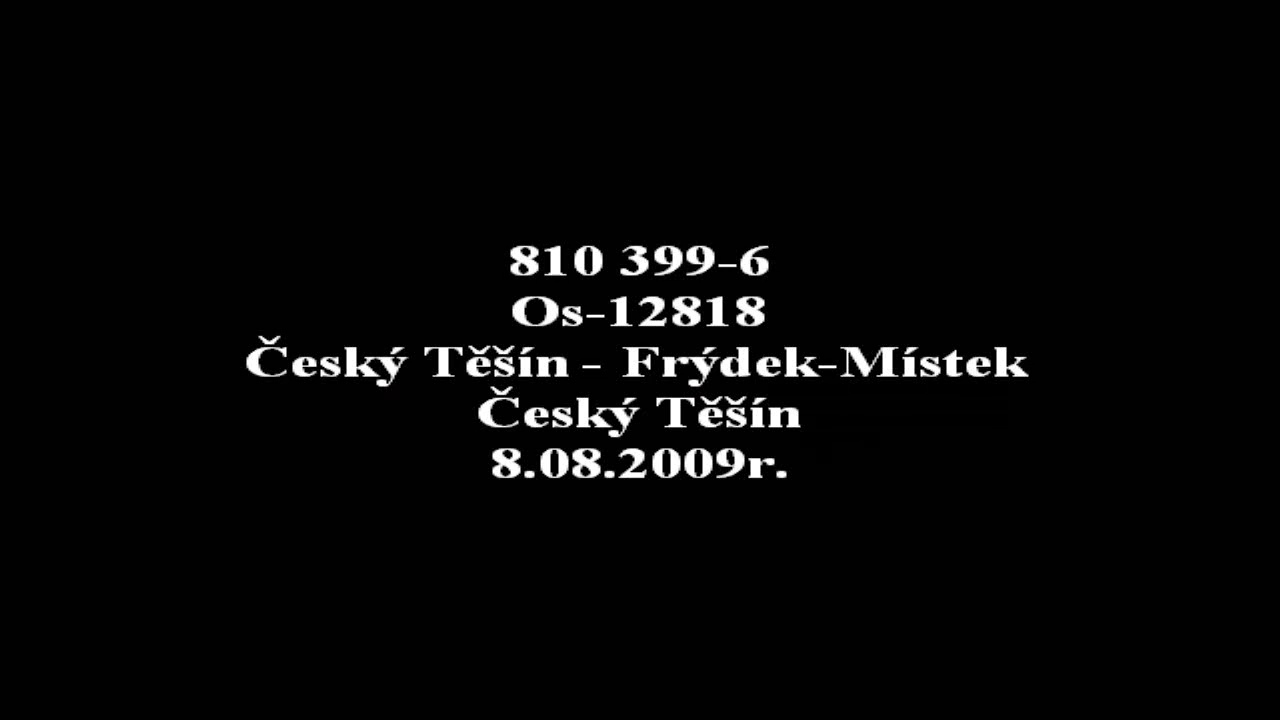 810 399-6
Os-12818
Český Těšín - Frýdek-Místek
Český Těšín
8.08.2009r.